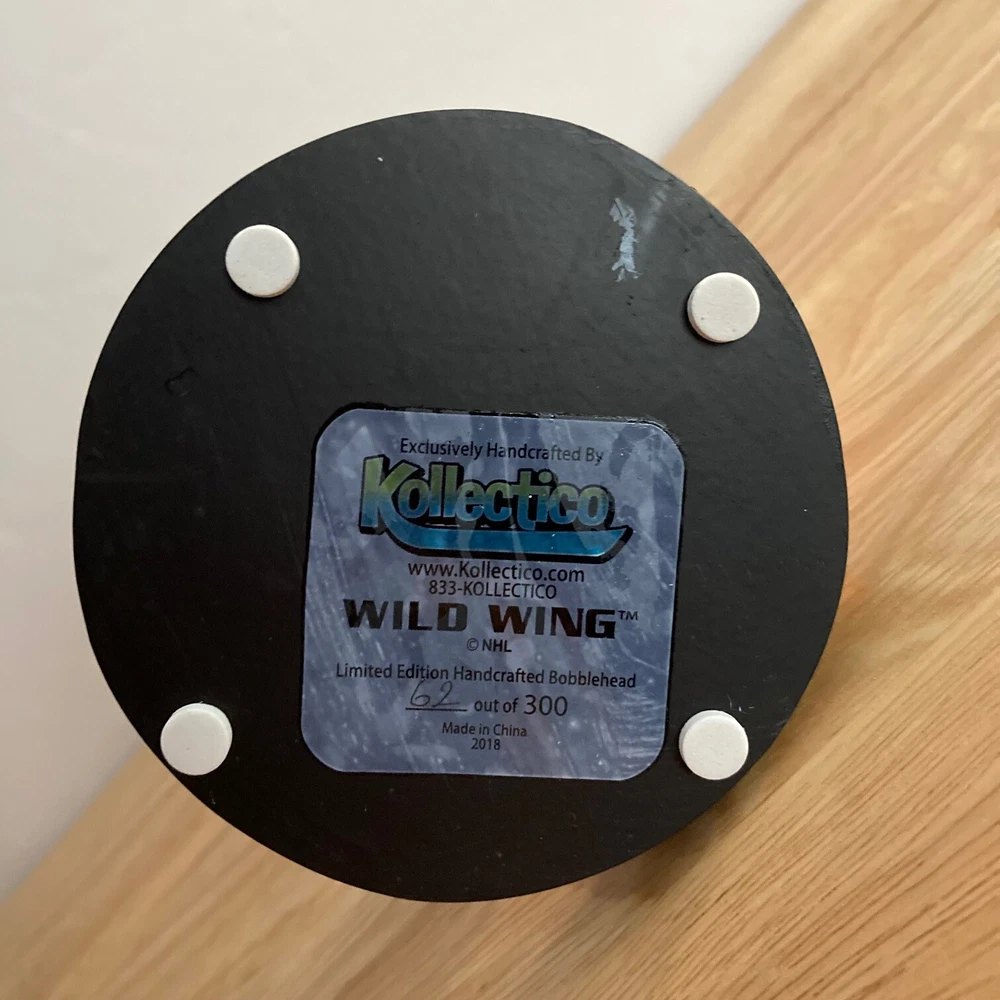 Exclusively Handcrafted By
Kollectico
www.Kollectico.com
833-KOLLECTICO
WILD WING™
© NHL
Limited Edition Handcrafted Bobblehead
62 out of 300
Made in China
2018